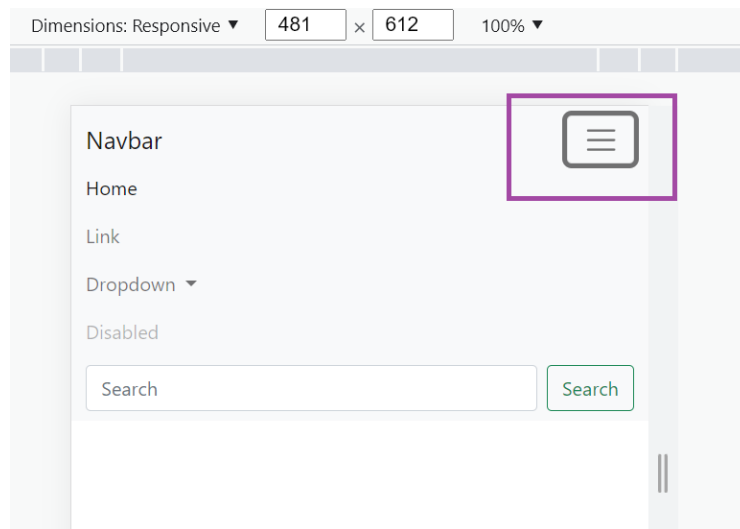 Dimensions: Responsive ▼ 481 × 612 100% ▼
Navbar
Home
Link
Dropdown
Disabled
Search Search